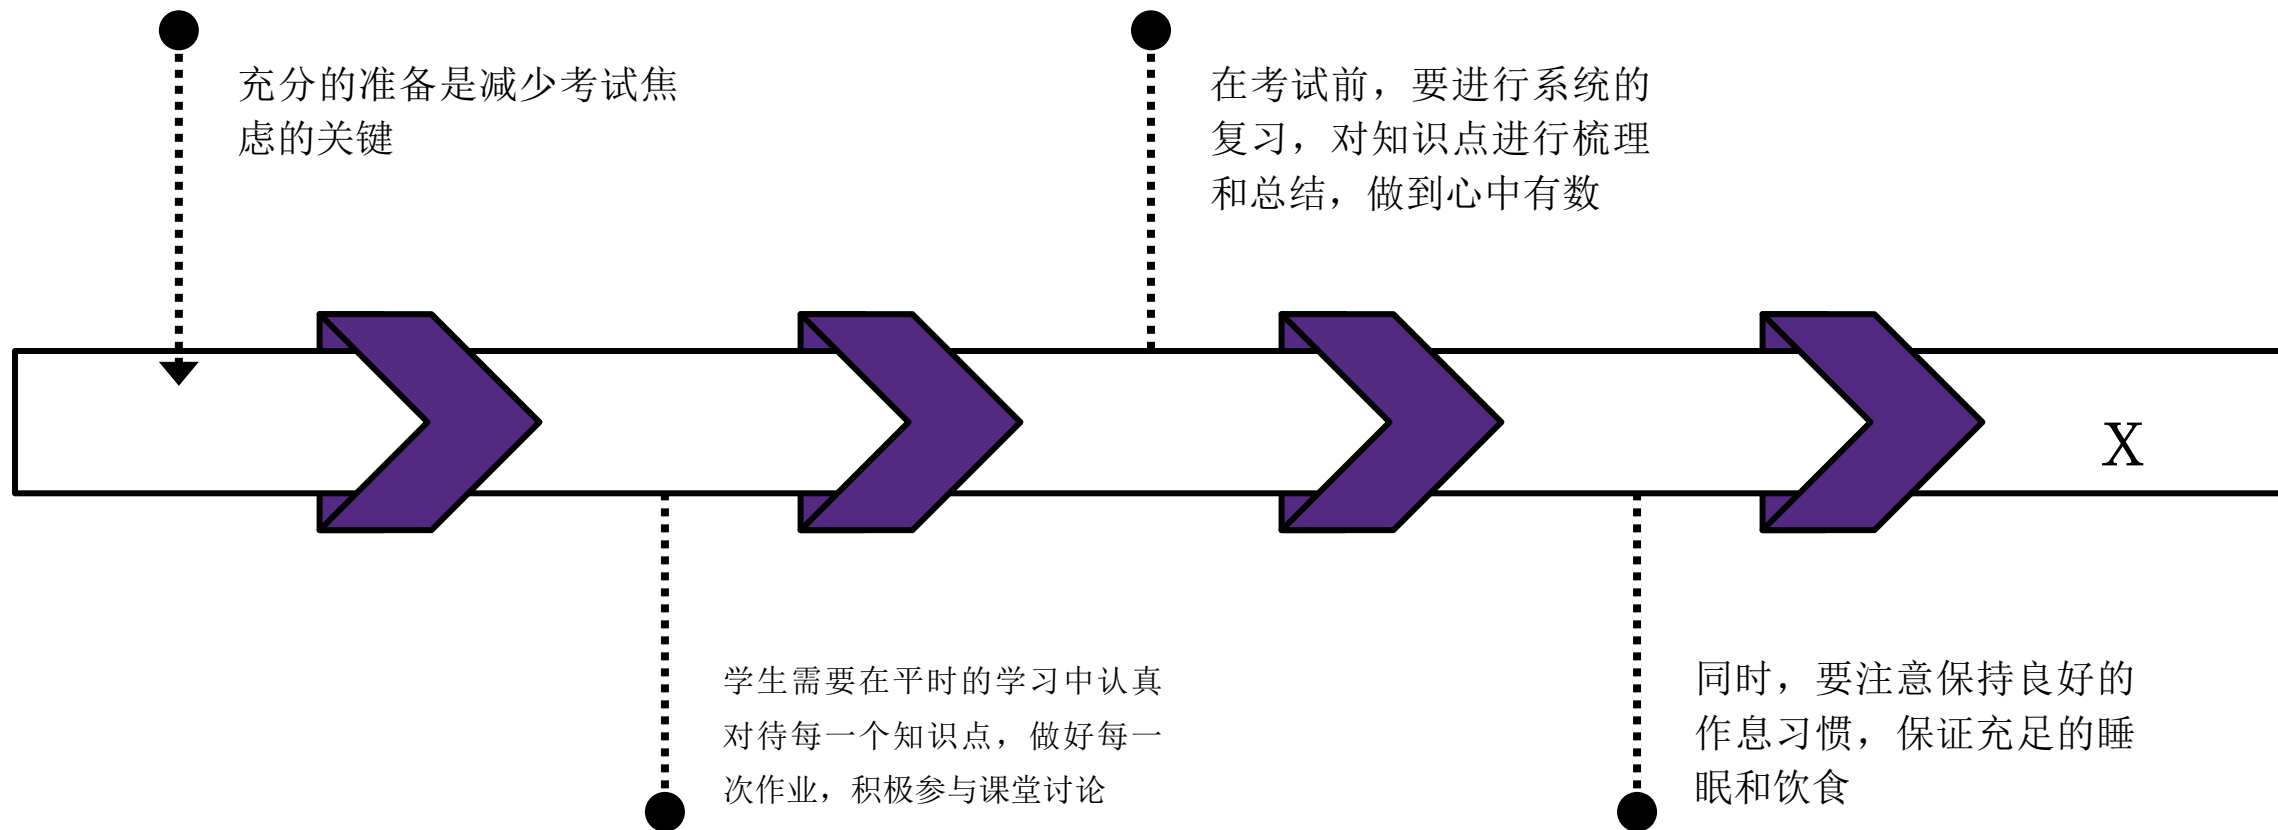 充分的准备是减少考试焦
虑的关键
在考试前，要进行系统的
复习，对知识点进行梳理
和总结，做到心中有数
X
学生需要在平时的学习中认真
对待每一个知识点，做好每一
次作业，积极参与课堂讨论
同时，要注意保持良好的
作息习惯，保证充足的睡
眠和饮食